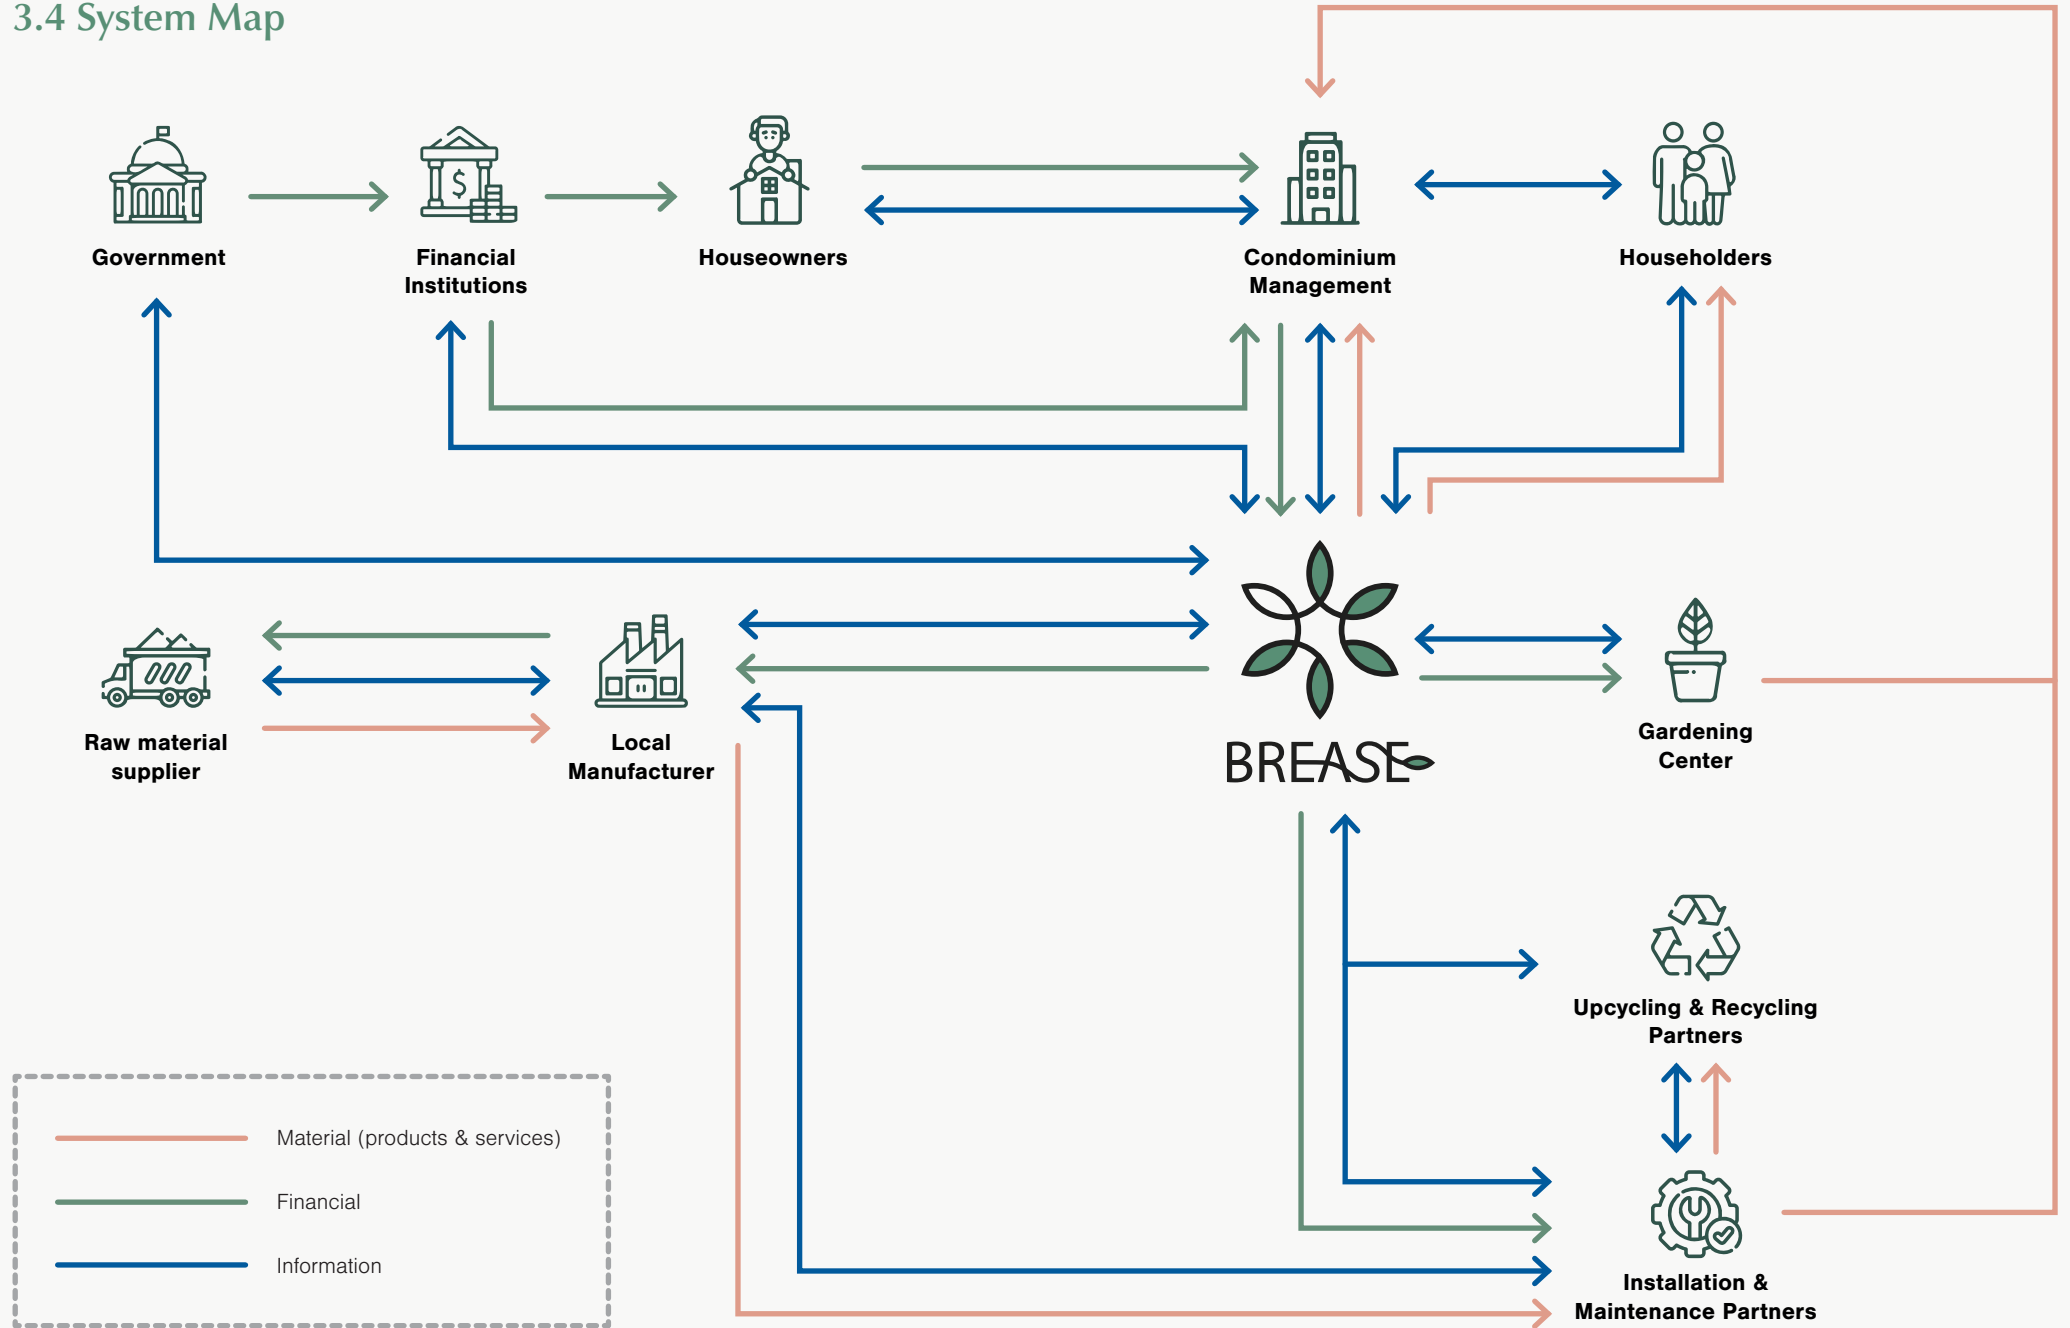 3.4 System Map
Government
Financial
Institutions
Houseowners
Condominium
Management
Householders
Raw material
supplier
Local
Manufacturer
BREASE
Gardening
Center
Upcycling & Recycling
Partners
Installation &
Maintenance Partners
Material (products & services)
Financial
Information
$